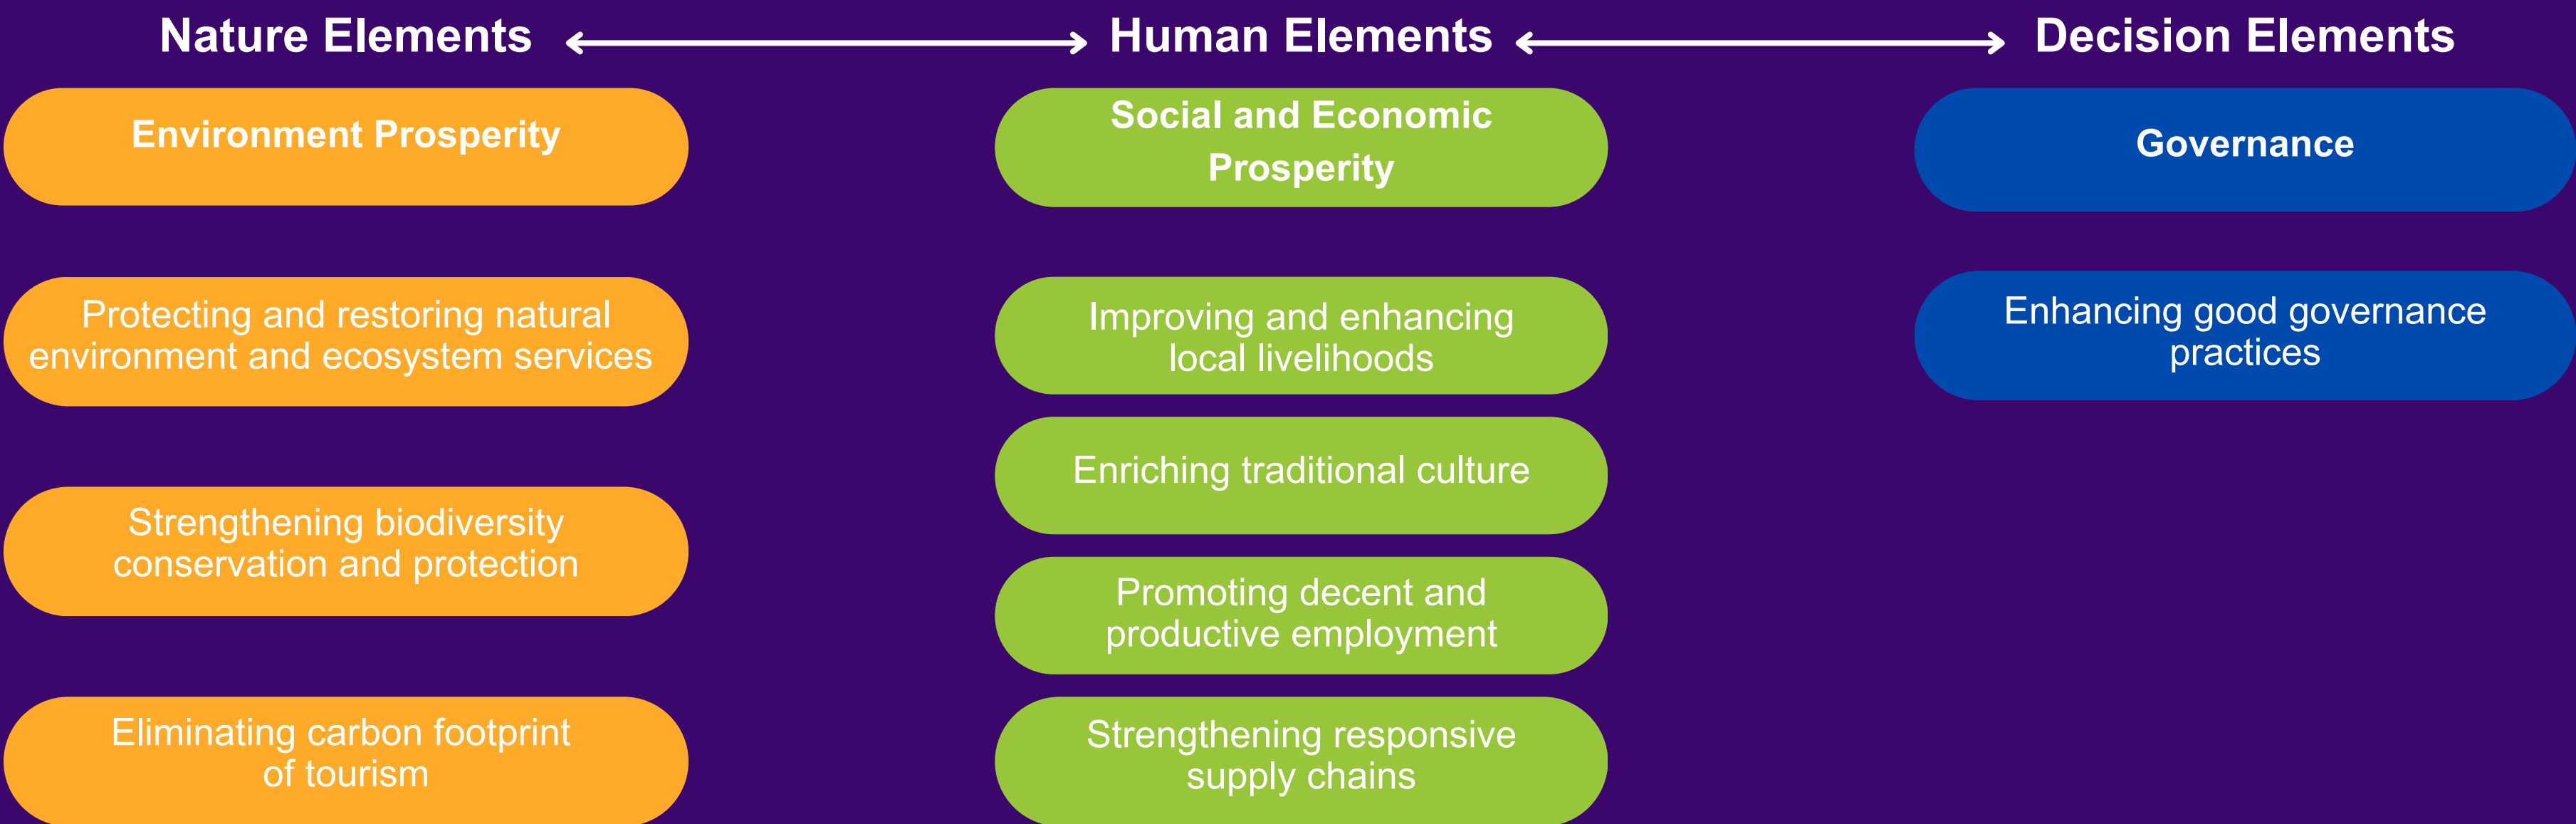 Nature Elements
Human Elements
Decision Elements
Environment Prosperity
Social and Economic
Prosperity
Governance
Protecting and restoring natural
environment and ecosystem services
Strengthening biodiversity
conservation and protection
Eliminating carbon footprint
of tourism
Improving and enhancing
local livelihoods
Enriching traditional culture
Promoting decent and
productive employment
Strengthening responsive
supply chains
Enhancing good governance
practices